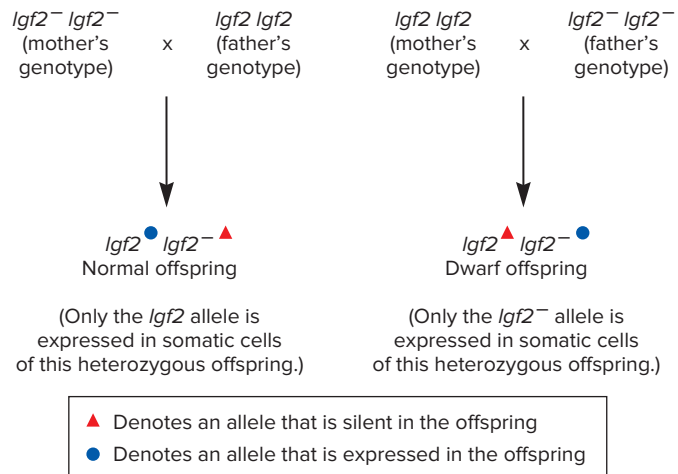 Igf2⁻ Igf2⁻ Igf2 Igf2 Igf2 Igf2 Igf2⁻ Igf2⁻
(mother's x (father's (mother's x (father's
genotype) genotype) genotype) genotype)
Igf2 Igf2⁻ Igf2 Igf2⁻
Normal offspring Dwarf offspring
(Only the Igf2 allele is (Only the Igf2⁻ allele is
expressed in somatic cells expressed in somatic cells
of this heterozygous offspring.) of this heterozygous offspring.)
Denotes an allele that is silent in the offspring
Denotes an allele that is expressed in the offspring